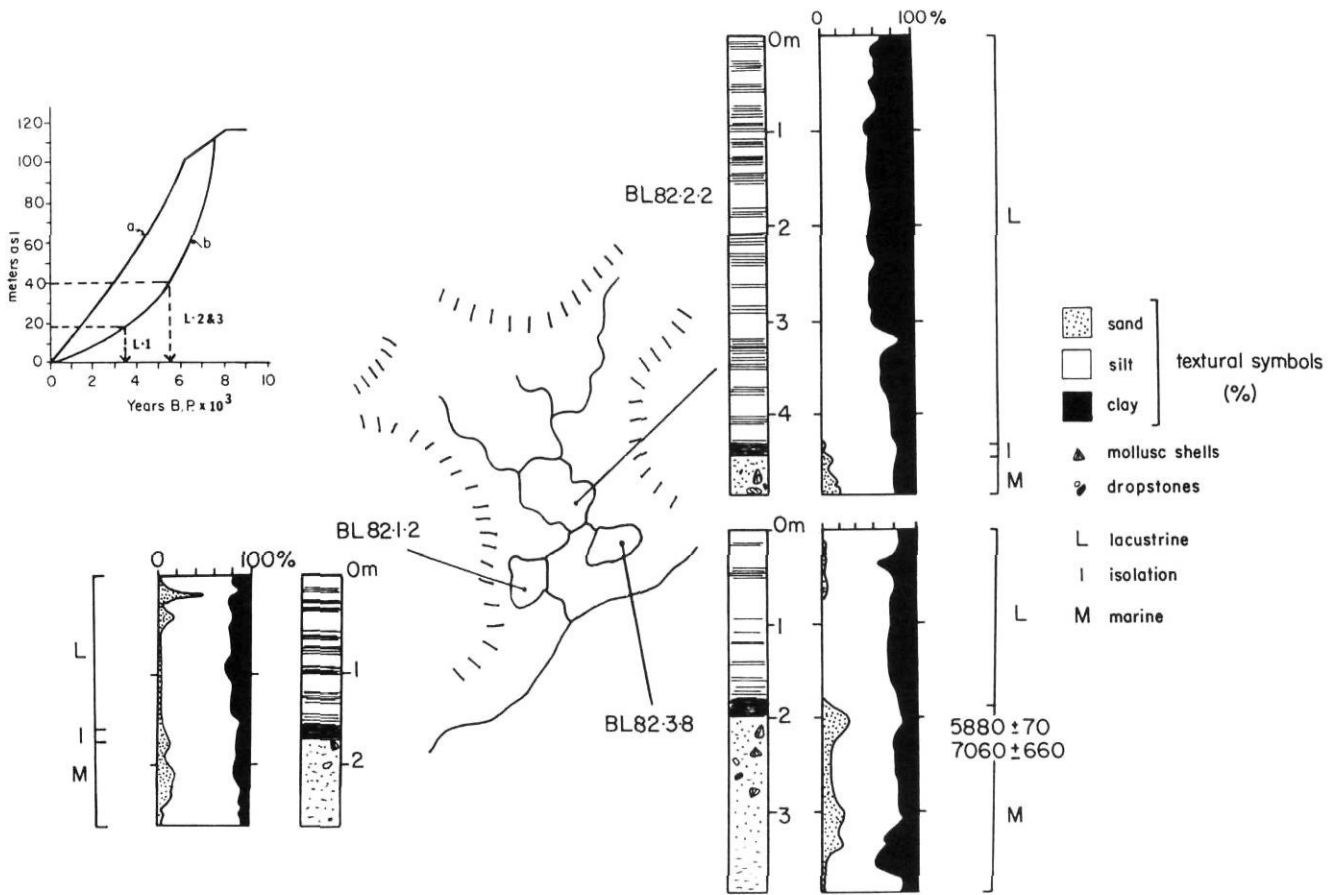 meters asl
120
100
80
60
40
20
0
a
b
L·2&3
L·1
0 2 4 6 8 10
Years B.P. x 10³
BL82·2·2
0 100%
0m
1
2
3
4
L
I
M
sand
silt
clay
textural symbols
(%)
mollusc shells
dropstones
L lacustrine
I isolation
M marine
BL82·1·2
0 100%
0m
1
2
L
I
M
BL82·3·8
0m
1
2
3
L
5880 ±70
7060 ±660
M